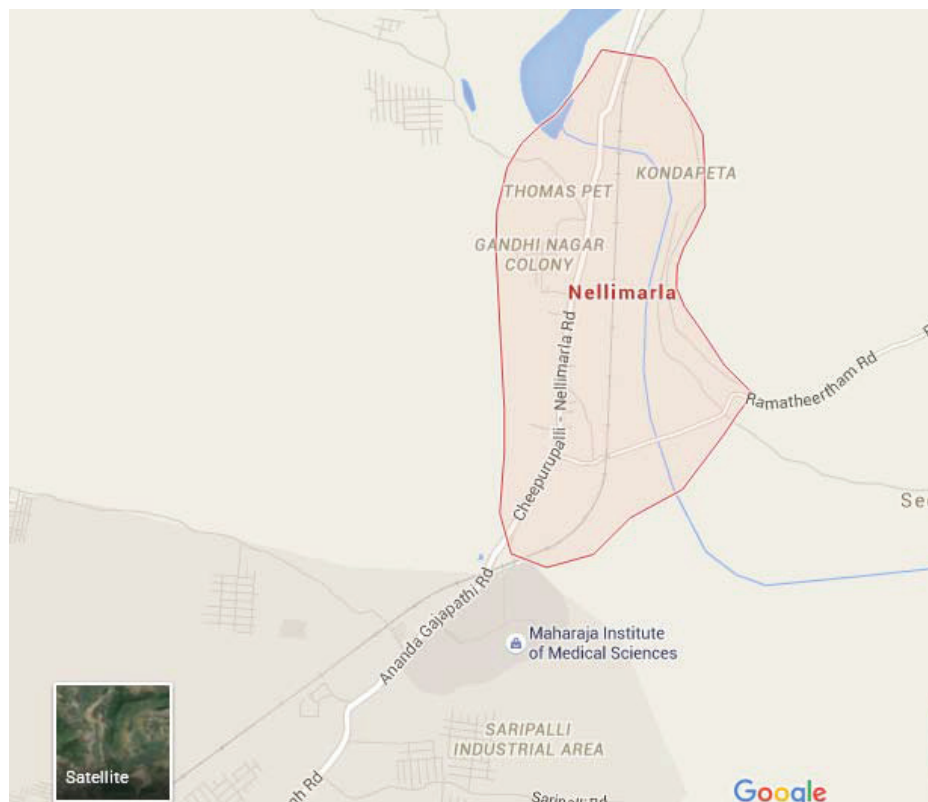 KONDAPETA
THOMAS PET
GANDHI NAGAR
COLONY
Nellimarla
Cheepurupalli - Nellimarla Rd
Ramatheertham Rd
Ananda Gajapathi Rd
Maharaja Institute
of Medical Sciences
SARIPALLI
INDUSTRIAL AREA
Satellite
Google